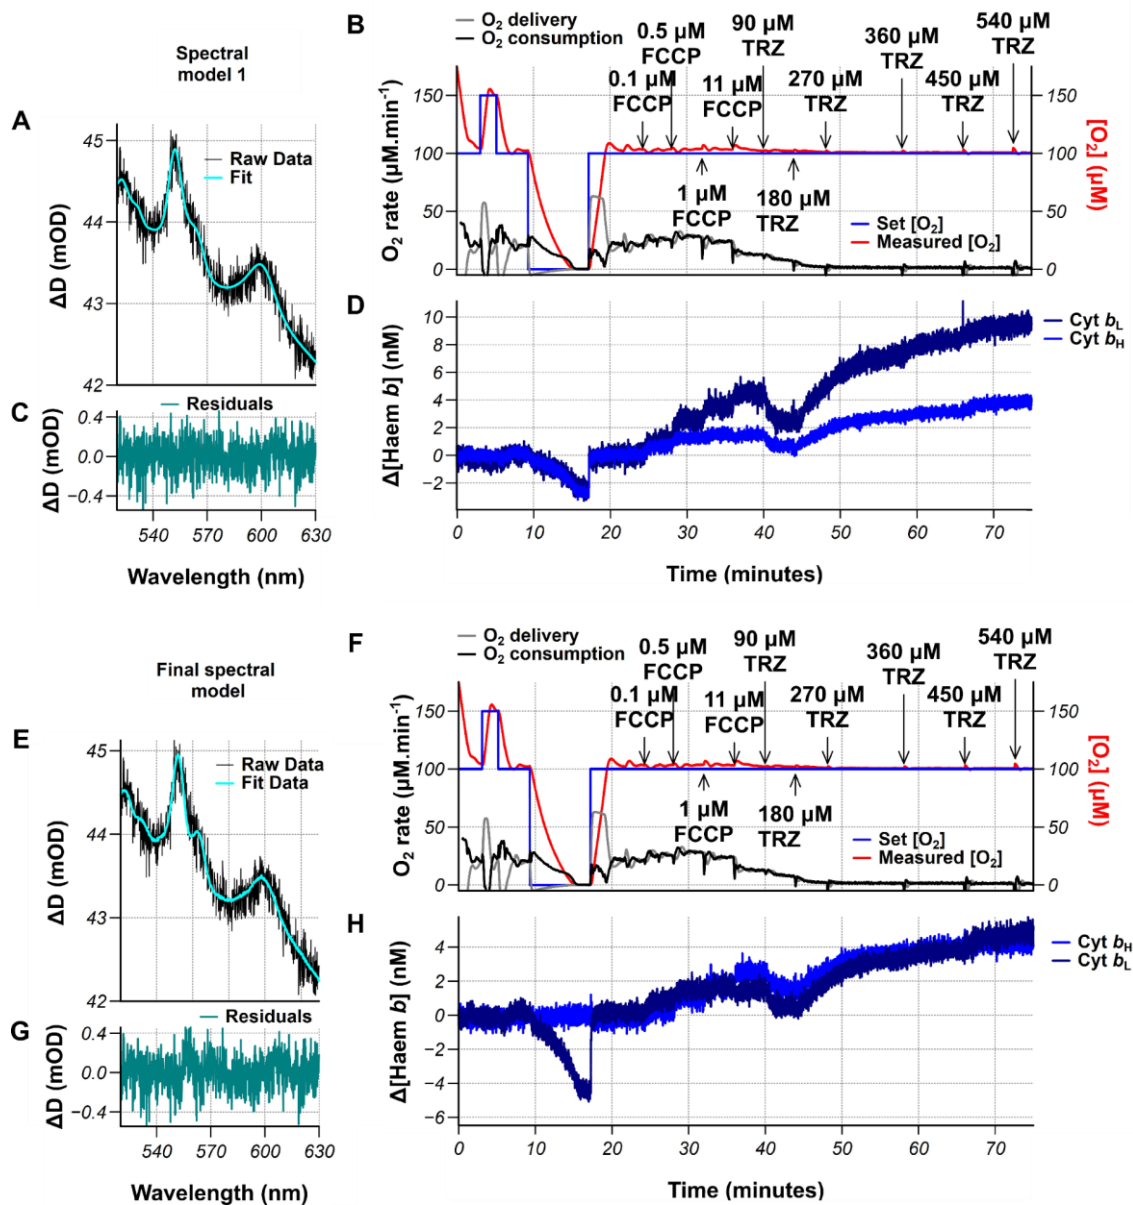 Spectral
model 1
A
45
44
43
42
ΔD (mOD)
Raw Data
Fit
C
Residuals
0.4
0.0
−0.4
ΔD (mOD)
540
570
600
630
Wavelength (nm)
B
O₂ delivery
O₂ consumption
0.5 µM
FCCP
0.1 µM
FCCP
90 µM
TRZ
11 µM
FCCP
270 µM
TRZ
360 µM
TRZ
450 µM
TRZ
540 µM
TRZ
1 µM
FCCP
180 µM
TRZ
Set [O₂]
Measured [O₂]
150
100
50
0
O₂ rate (µM.min⁻¹)
150
100
50
0
[O₂] (µM)
D
10
8
6
4
2
0
−2
Δ[Haem b] (nM)
Cyt bL
Cyt bH
0
10
20
30
40
50
60
70
Time (minutes)
Final spectral
model
E
45
44
43
42
ΔD (mOD)
Raw Data
Fit Data
G
Residuals
0.4
0.0
−0.4
ΔD (mOD)
540
570
600
630
Wavelength (nm)
F
O₂ delivery
O₂ consumption
0.5 µM
FCCP
0.1 µM
FCCP
90 µM
TRZ
11 µM
FCCP
270 µM
TRZ
360 µM
TRZ
450 µM
TRZ
540 µM
TRZ
1 µM
FCCP
180 µM
TRZ
Set [O₂]
Measured [O₂]
150
100
50
0
O₂ rate (µM.min⁻¹)
150
100
50
0
[O₂] (µM)
H
4
2
0
−2
−4
−6
Δ[Haem b] (nM)
Cyt bH
Cyt bL
0
10
20
30
40
50
60
70
Time (minutes)